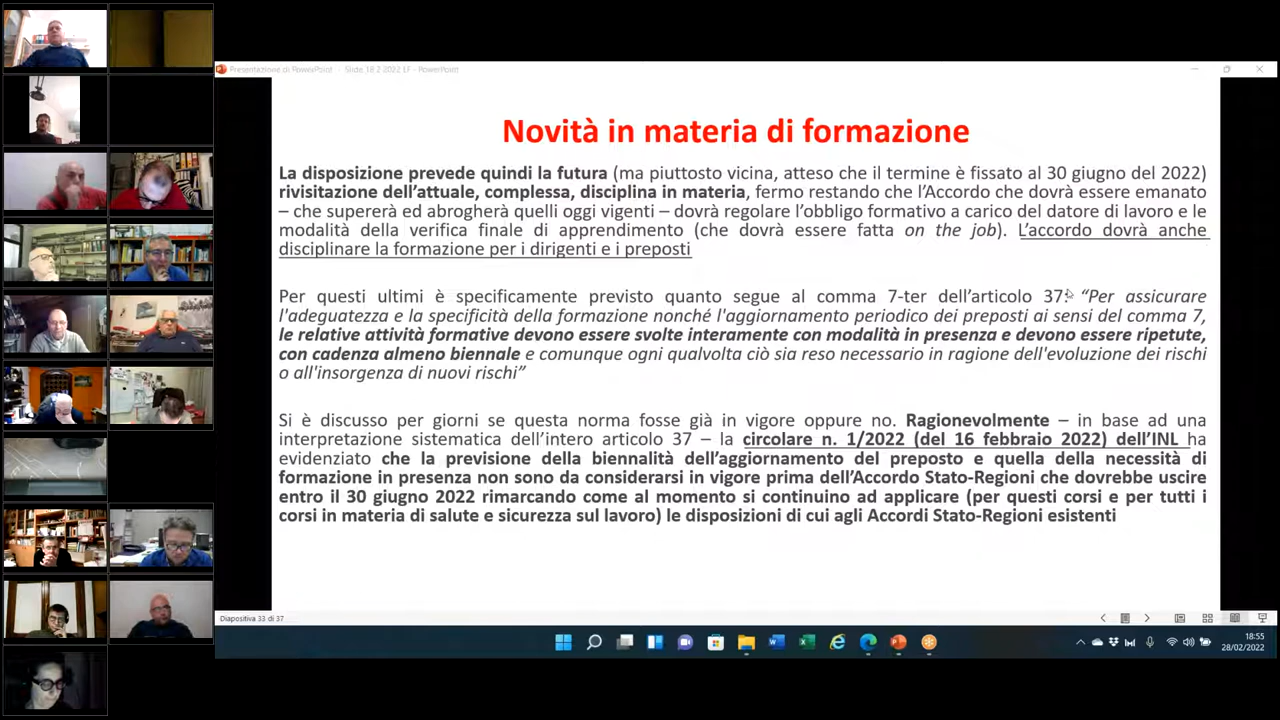 Presentazione di PowerPoint - Slide 18 2 2022 LF - PowerPoint
Novità in materia di formazione
La disposizione prevede quindi la futura (ma piuttosto vicina, atteso che il termine è fissato al 30 giugno del 2022)
rivisitazione dell'attuale, complessa, disciplina in materia, fermo restando che l'Accordo che dovrà essere emanato
– che supererà ed abrogherà quelli oggi vigenti – dovrà regolare l'obbligo formativo a carico del datore di lavoro e le
modalità della verifica finale di apprendimento (che dovrà essere fatta on the job). L'accordo dovrà anche
disciplinare la formazione per i dirigenti e i preposti
Per questi ultimi è specificamente previsto quanto segue al comma 7-ter dell'articolo 37: “Per assicurare
l'adeguatezza e la specificità della formazione nonché l'aggiornamento periodico dei preposti ai sensi del comma 7,
le relative attività formative devono essere svolte interamente con modalità in presenza e devono essere ripetute,
con cadenza almeno biennale e comunque ogni qualvolta ciò sia reso necessario in ragione dell'evoluzione dei rischi
o all'insorgenza di nuovi rischi”
Si è discusso per giorni se questa norma fosse già in vigore oppure no. Ragionevolmente – in base ad una
interpretazione sistematica dell'intero articolo 37 – la circolare n. 1/2022 (del 16 febbraio 2022) dell'INL ha
evidenziato che la previsione della biennalità dell'aggiornamento del preposto e quella della necessità di
formazione in presenza non sono da considerarsi in vigore prima dell'Accordo Stato-Regioni che dovrebbe uscire
entro il 30 giugno 2022 rimarcando come al momento si continuino ad applicare (per questi corsi e per tutti i
corsi in materia di salute e sicurezza sul lavoro) le disposizioni di cui agli Accordi Stato-Regioni esistenti
Diapositiva 33 di 37
18:55
28/02/2022